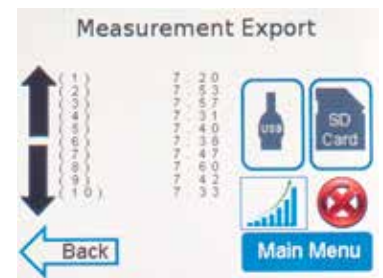 Measurement Export
(1) 7.20
(2) 7.53
(3) 7.57
(4) 7.31
(5) 7.40
(6) 7.38
(7) 7.47
(8) 7.60
(9) 7.42
(10) 7.33
USB
SD
Card
Back
Main Menu